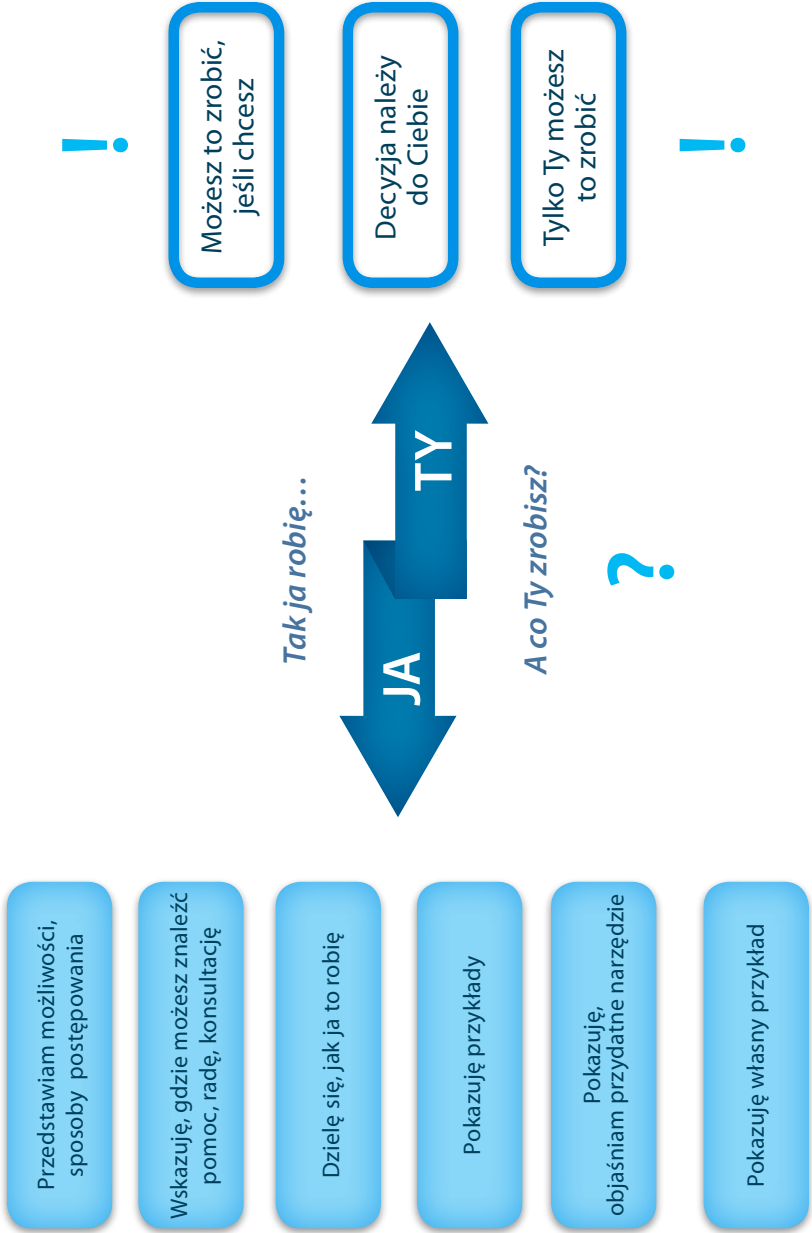 Przedstawiam możliwości,
sposoby postępowania
Wskazuję, gdzie możesz znaleźć
pomoc, radę, konsultację
Dzielę się, jak ja to robię
Pokazuję przykłady
Pokazuję,
objaśniam przydatne narzędzie
Pokazuję własny przykład
Tak ja robię…
JA
TY
A co Ty zrobisz?
?
!
Możesz to zrobić,
jeśli chcesz
Decyzja należy
do Ciebie
Tylko Ty możesz
to zrobić
!